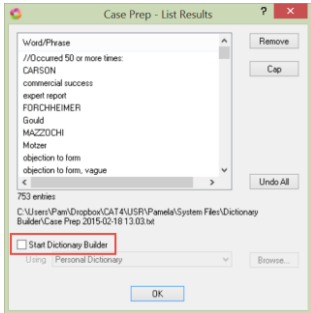 Case Prep - List Results
? ×
Word/Phrase
Remove
//Occurred 50 or more times:
CARSON
Cap
commercial success
expert report
FORCHHEIMER
Gould
MAZZOCHI
Motzer
objection to form
objection to form, vague
Undo All
753 entries
C:\Users\Pam\Dropbox\CAT4\USR\Pamela\System Files\Dictionary
Builder\Case Prep 2015-02-18 13.03.txt
Start Dictionary Builder
Using Personal Dictionary
Browse...
OK